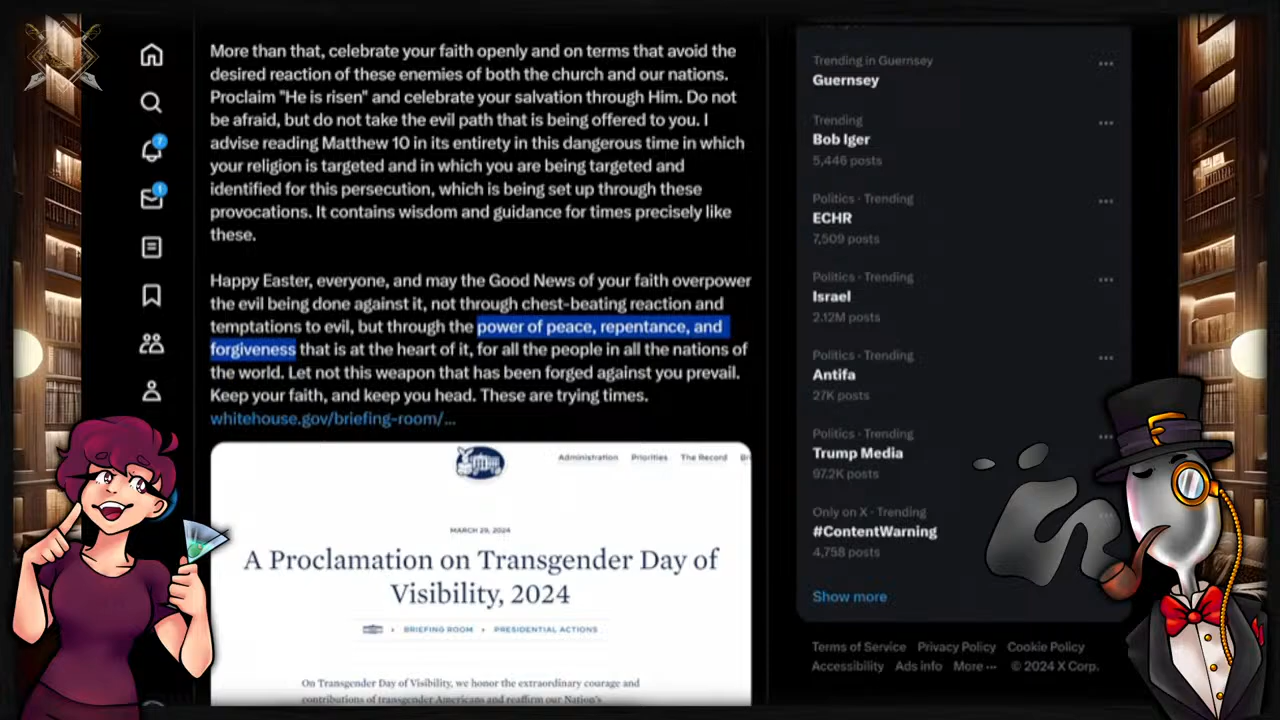 More than that, celebrate your faith openly and on terms that avoid the
desired reaction of these enemies of both the church and our nations.
Proclaim "He is risen" and celebrate your salvation through Him. Do not
be afraid, but do not take the evil path that is being offered to you. I
advise reading Matthew 10 in its entirety in this dangerous time in which
your religion is targeted and in which you are being targeted and
identified for this persecution, which is being set up through these
provocations. It contains wisdom and guidance for times precisely like
these.
Happy Easter, everyone, and may the Good News of your faith overpower
the evil being done against it, not through chest-beating reaction and
temptations to evil, but through the power of peace, repentance, and
forgiveness that is at the heart of it, for all the people in all the nations of
the world. Let not this weapon that has been forged against you prevail.
Keep your faith, and keep you head. These are trying times.
whitehouse.gov/briefing-room/...
Administration Priorities The Record
MARCH 29, 2024
A Proclamation on Transgender Day of
Visibility, 2024
BRIEFING ROOM
PRESIDENTIAL ACTIONS
On Transgender Day of Visibility, we honor the extraordinary courage and
contributions of transgender Americans and reaffirm our Nation's
7
1
Trending in Guernsey
Guernsey
Trending
Bob Iger
5,446 posts
Politics · Trending
ECHR
7,509 posts
Politics · Trending
Israel
2.12M posts
Politics · Trending
Antifa
27K posts
Politics · Trending
Trump Media
97.2K posts
Only on X · Trending
#ContentWarning
4,758 posts
Show more
Terms of Service Privacy Policy Cookie Policy
Accessibility Ads info More ··· © 2024 X Corp.